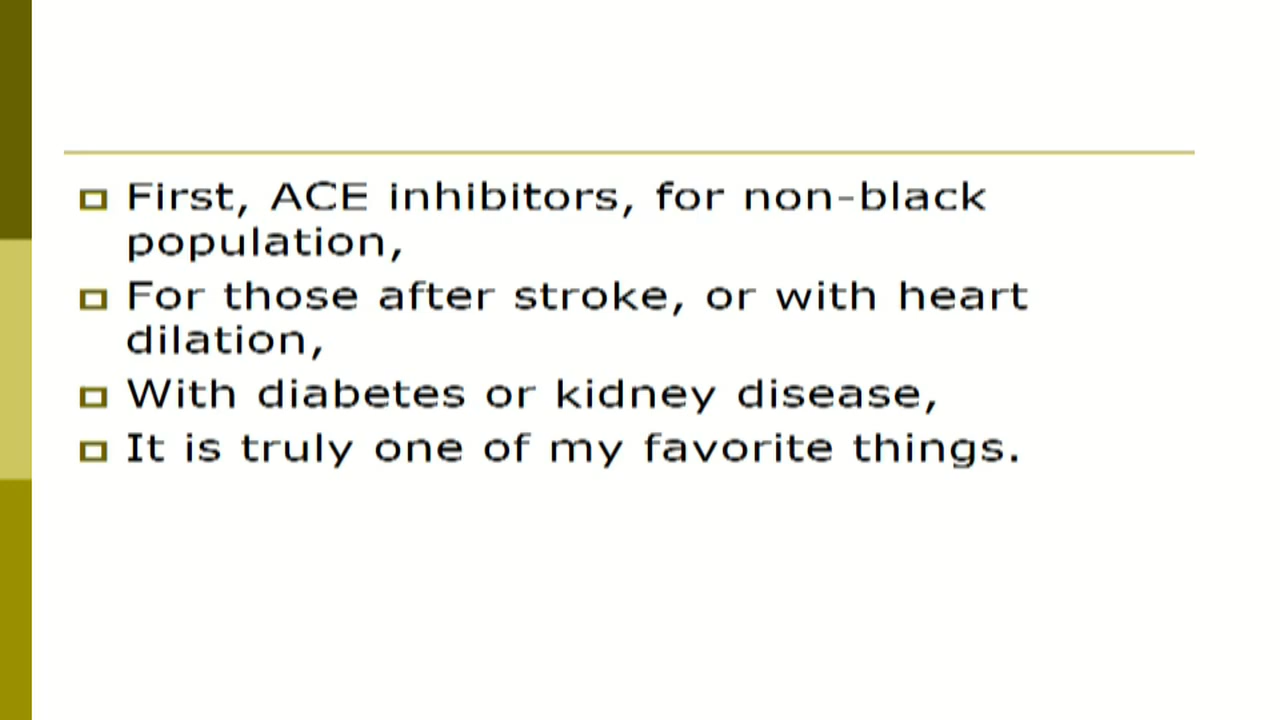 First, ACE inhibitors, for non-black
population,
For those after stroke, or with heart
dilation,
With diabetes or kidney disease,
It is truly one of my favorite things.